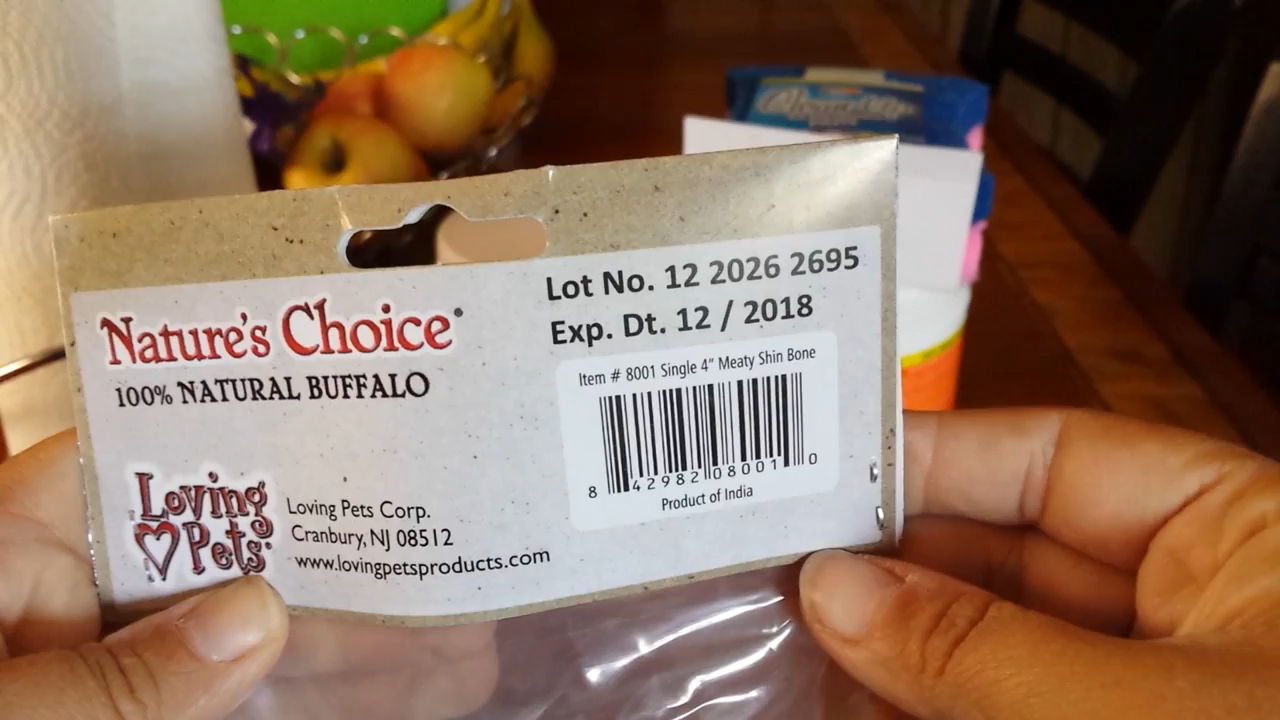 Nature's Choice
100% NATURAL BUFFALO
Loving Pets
Loving Pets Corp.
Cranbury, NJ 08512
www.lovingpetsproducts.com
Lot No. 12 2026 2695
Exp. Dt. 12 / 2018
Item # 8001 Single 4" Meaty Shin Bone
8 42982 08001 0
Product of India